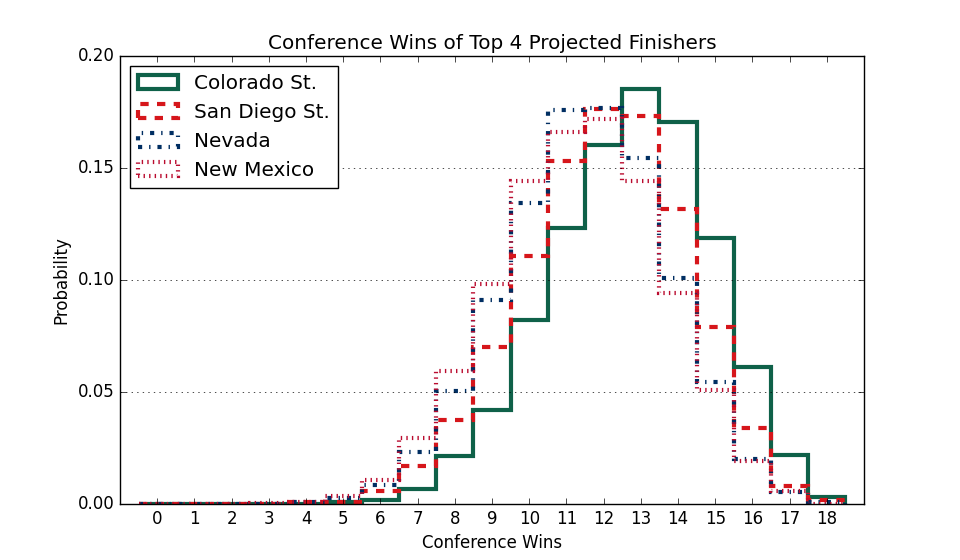 Conference Wins of Top 4 Projected Finishers
Colorado St.
San Diego St.
Nevada
New Mexico
0.20
0.15
0.10
0.05
0.00
Probability
0 1 2 3 4 5 6 7 8 9 10 11 12 13 14 15 16 17 18
Conference Wins